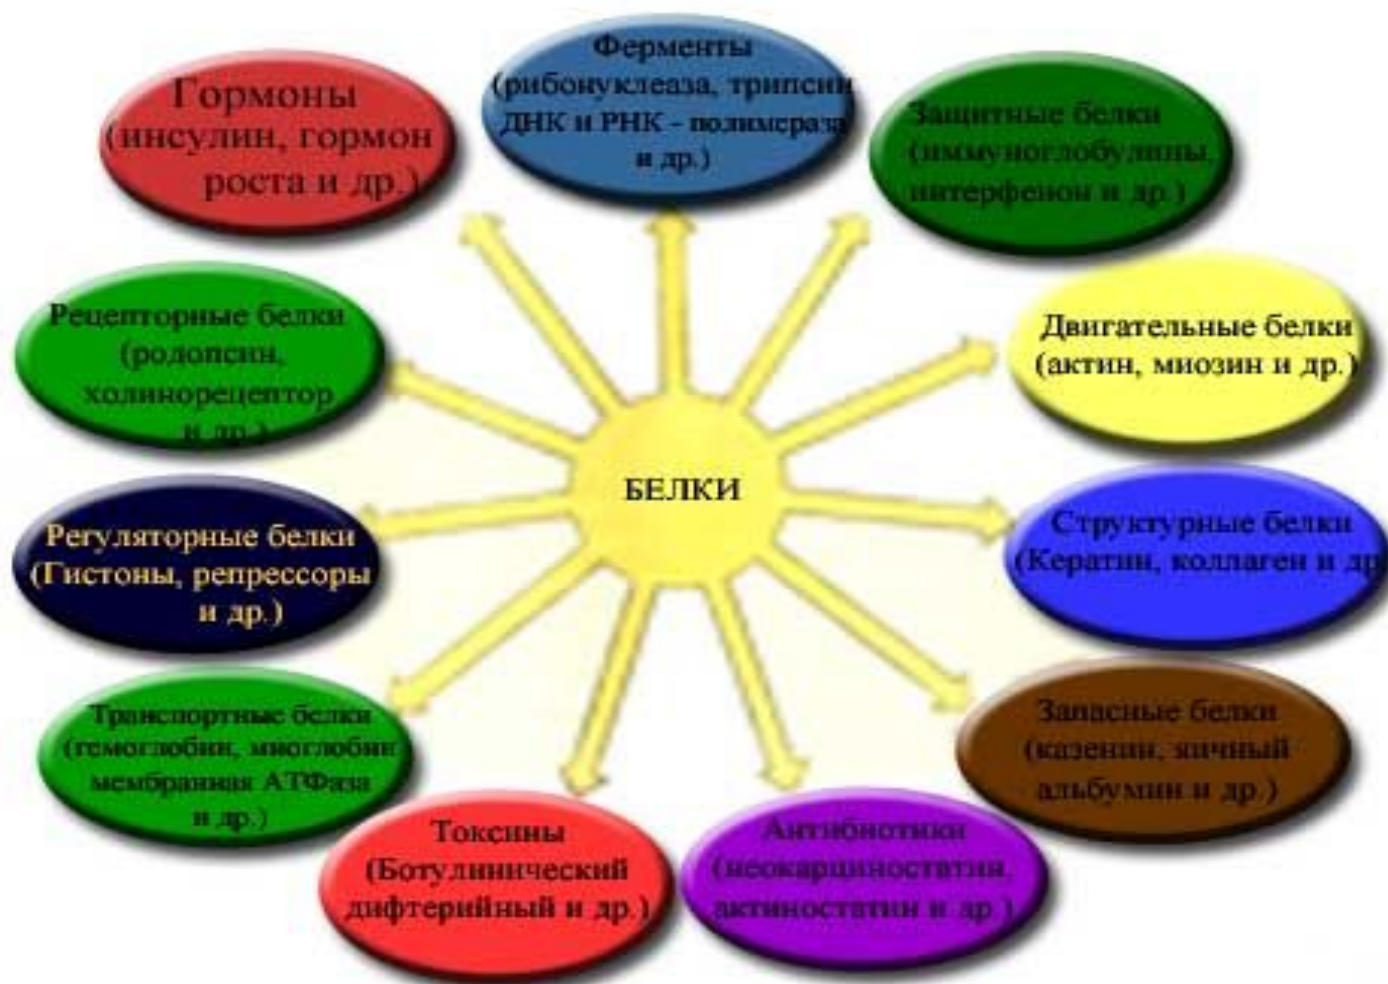 Гормоны
(инсулин, гормон
роста и др.)
Ферменты
(рибонуклеаза, трипсин
ДНК и РНК - полимераза
и др.)
Защитные белки
(иммуноглобулины,
интерфенон и др.)
Рецепторные белки
(родопсин,
холинорецептор
и др.)
Двигательные белки
(актин, миозин и др.)
БЕЛКИ
Регуляторные белки
(Гистоны, репрессоры
и др.)
Структурные белки
(Кератин, коллаген и др
Транспортные белки
(гемоглобин, миоглобин
мембранная АТФаза
и др.)
Запасные белки
(казенин, яичный
альбумин и др.)
Токсины
(Ботулинический
дифтерийный и др.)
Антибиотики
(неокарциностатин,
актиностатин и др.)